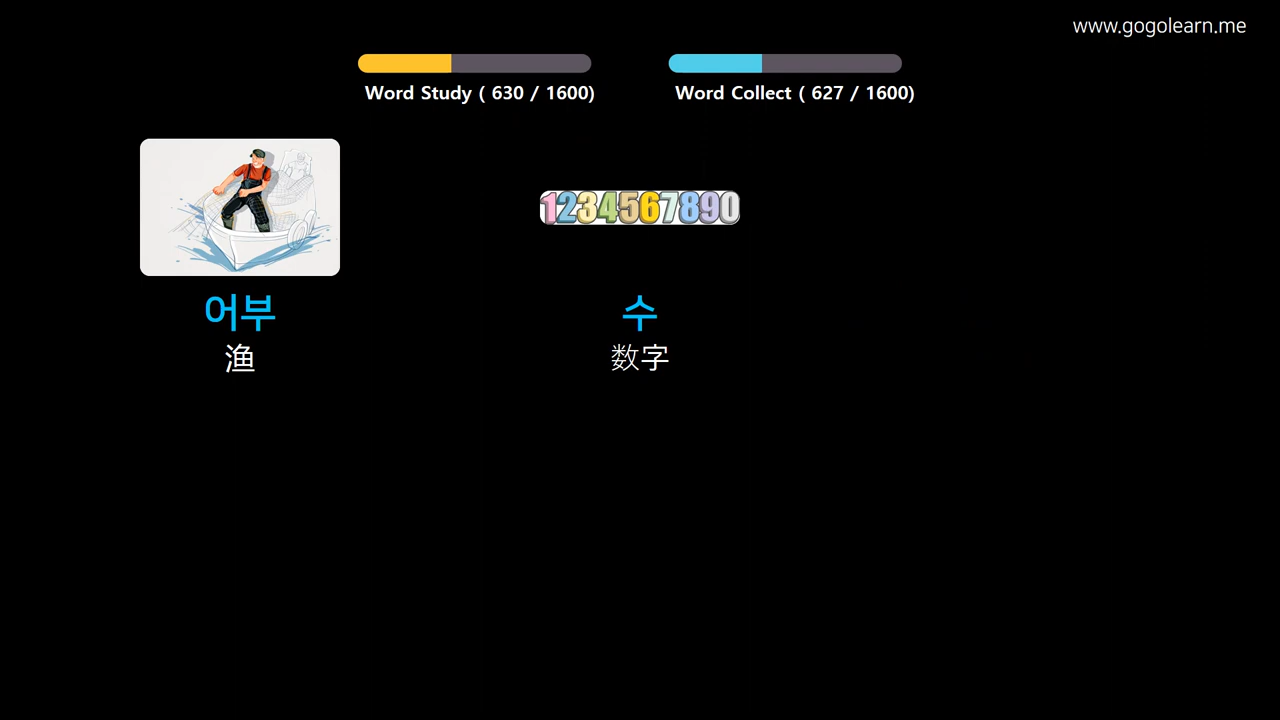 www.gogolearn.me
Word Study ( 630 / 1600)
Word Collect ( 627 / 1600)
1234567890
어부
수
渔
数字